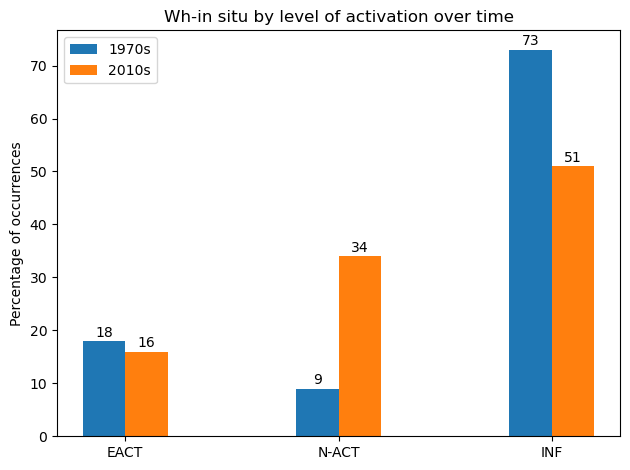 Wh-in situ by level of activation over time
1970s
2010s
Percentage of occurrences
70
60
50
40
30
20
10
0
18
16
9
34
73
51
EACT
N-ACT
INF